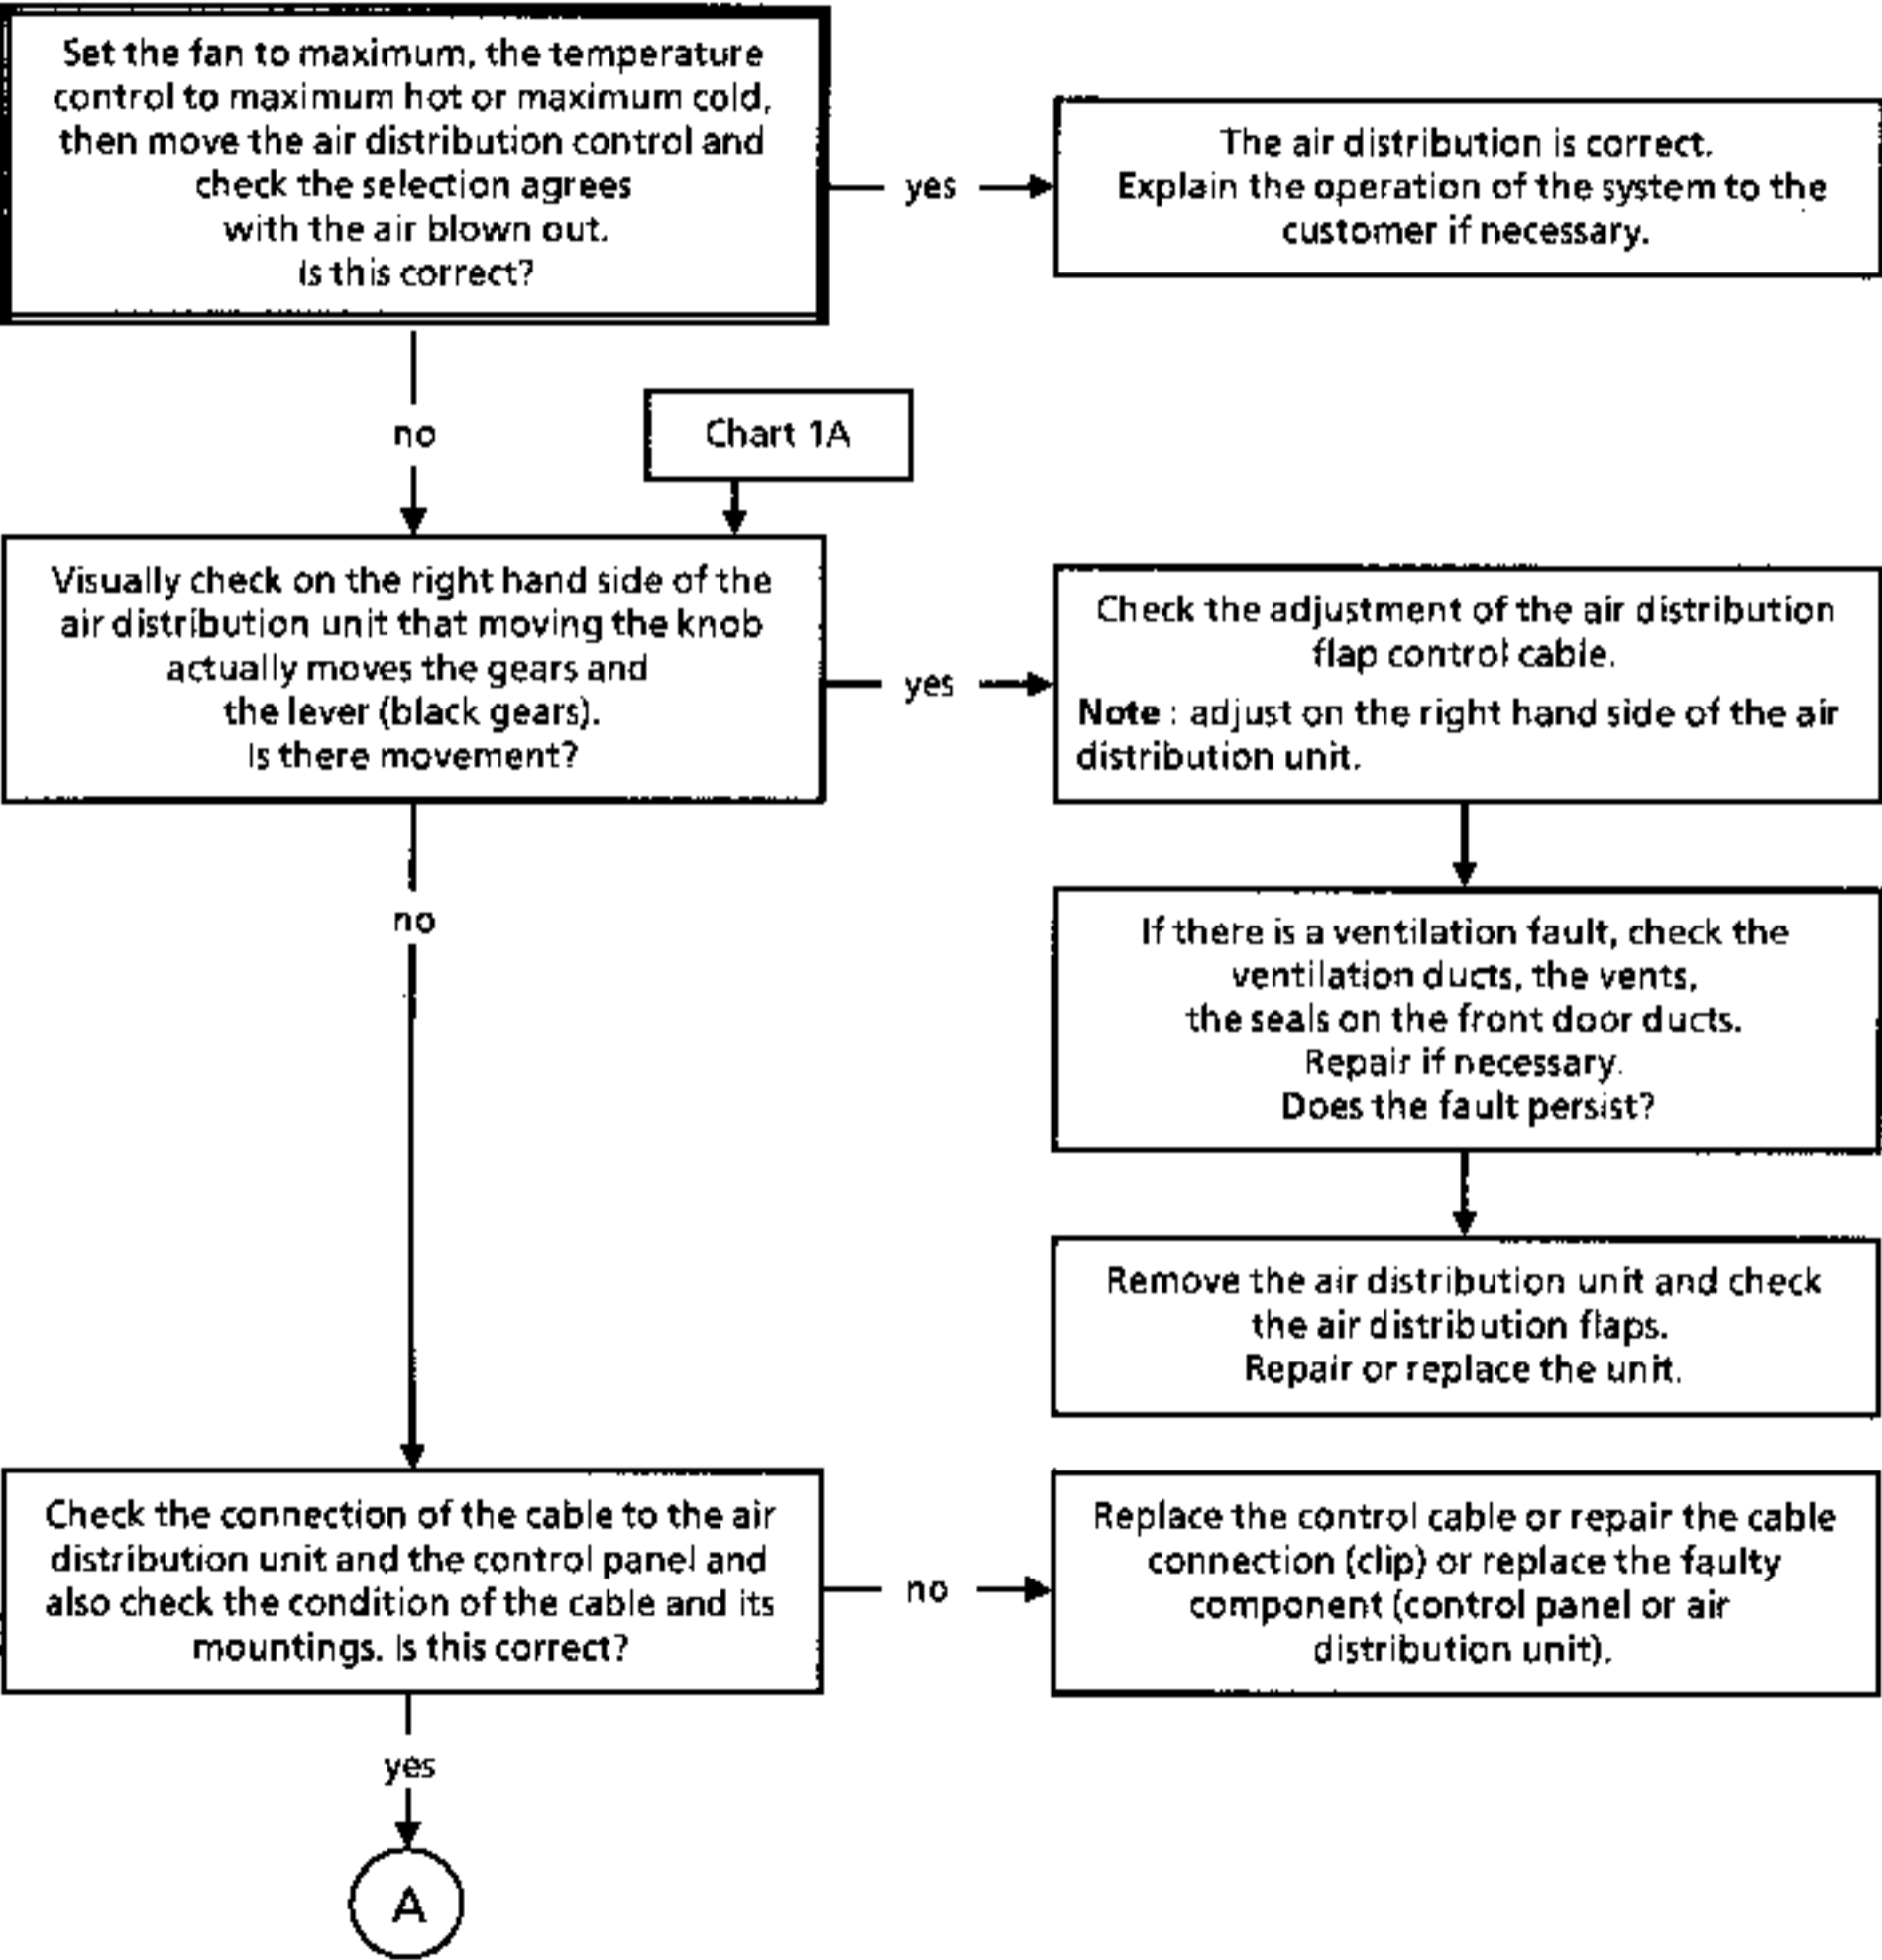 Set the fan to maximum, the temperature
control to maximum hot or maximum cold,
then move the air distribution control and
check the selection agrees
with the air blown out.
Is this correct?
yes
The air distribution is correct.
Explain the operation of the system to the
customer if necessary.
no
Chart 1A
Visually check on the right hand side of the
air distribution unit that moving the knob
actually moves the gears and
the lever (black gears).
Is there movement?
yes
Check the adjustment of the air distribution
flap control cable.
Note : adjust on the right hand side of the air
distribution unit.
no
If there is a ventilation fault, check the
ventilation ducts, the vents,
the seals on the front door ducts.
Repair if necessary.
Does the fault persist?
Remove the air distribution unit and check
the air distribution flaps.
Repair or replace the unit.
Check the connection of the cable to the air
distribution unit and the control panel and
also check the condition of the cable and its
mountings. Is this correct?
no
Replace the control cable or repair the cable
connection (clip) or replace the faulty
component (control panel or air
distribution unit).
yes
A